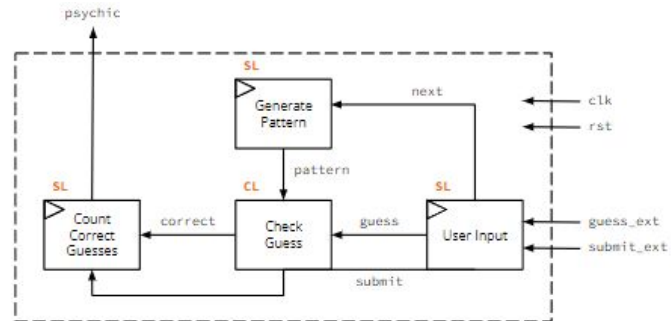 psychic
SL
Generate
Pattern
next
clk
rst
pattern
SL
CL
SL
Count
Correct
Guesses
correct
Check
Guess
guess
User Input
guess_ext
submit_ext
submit